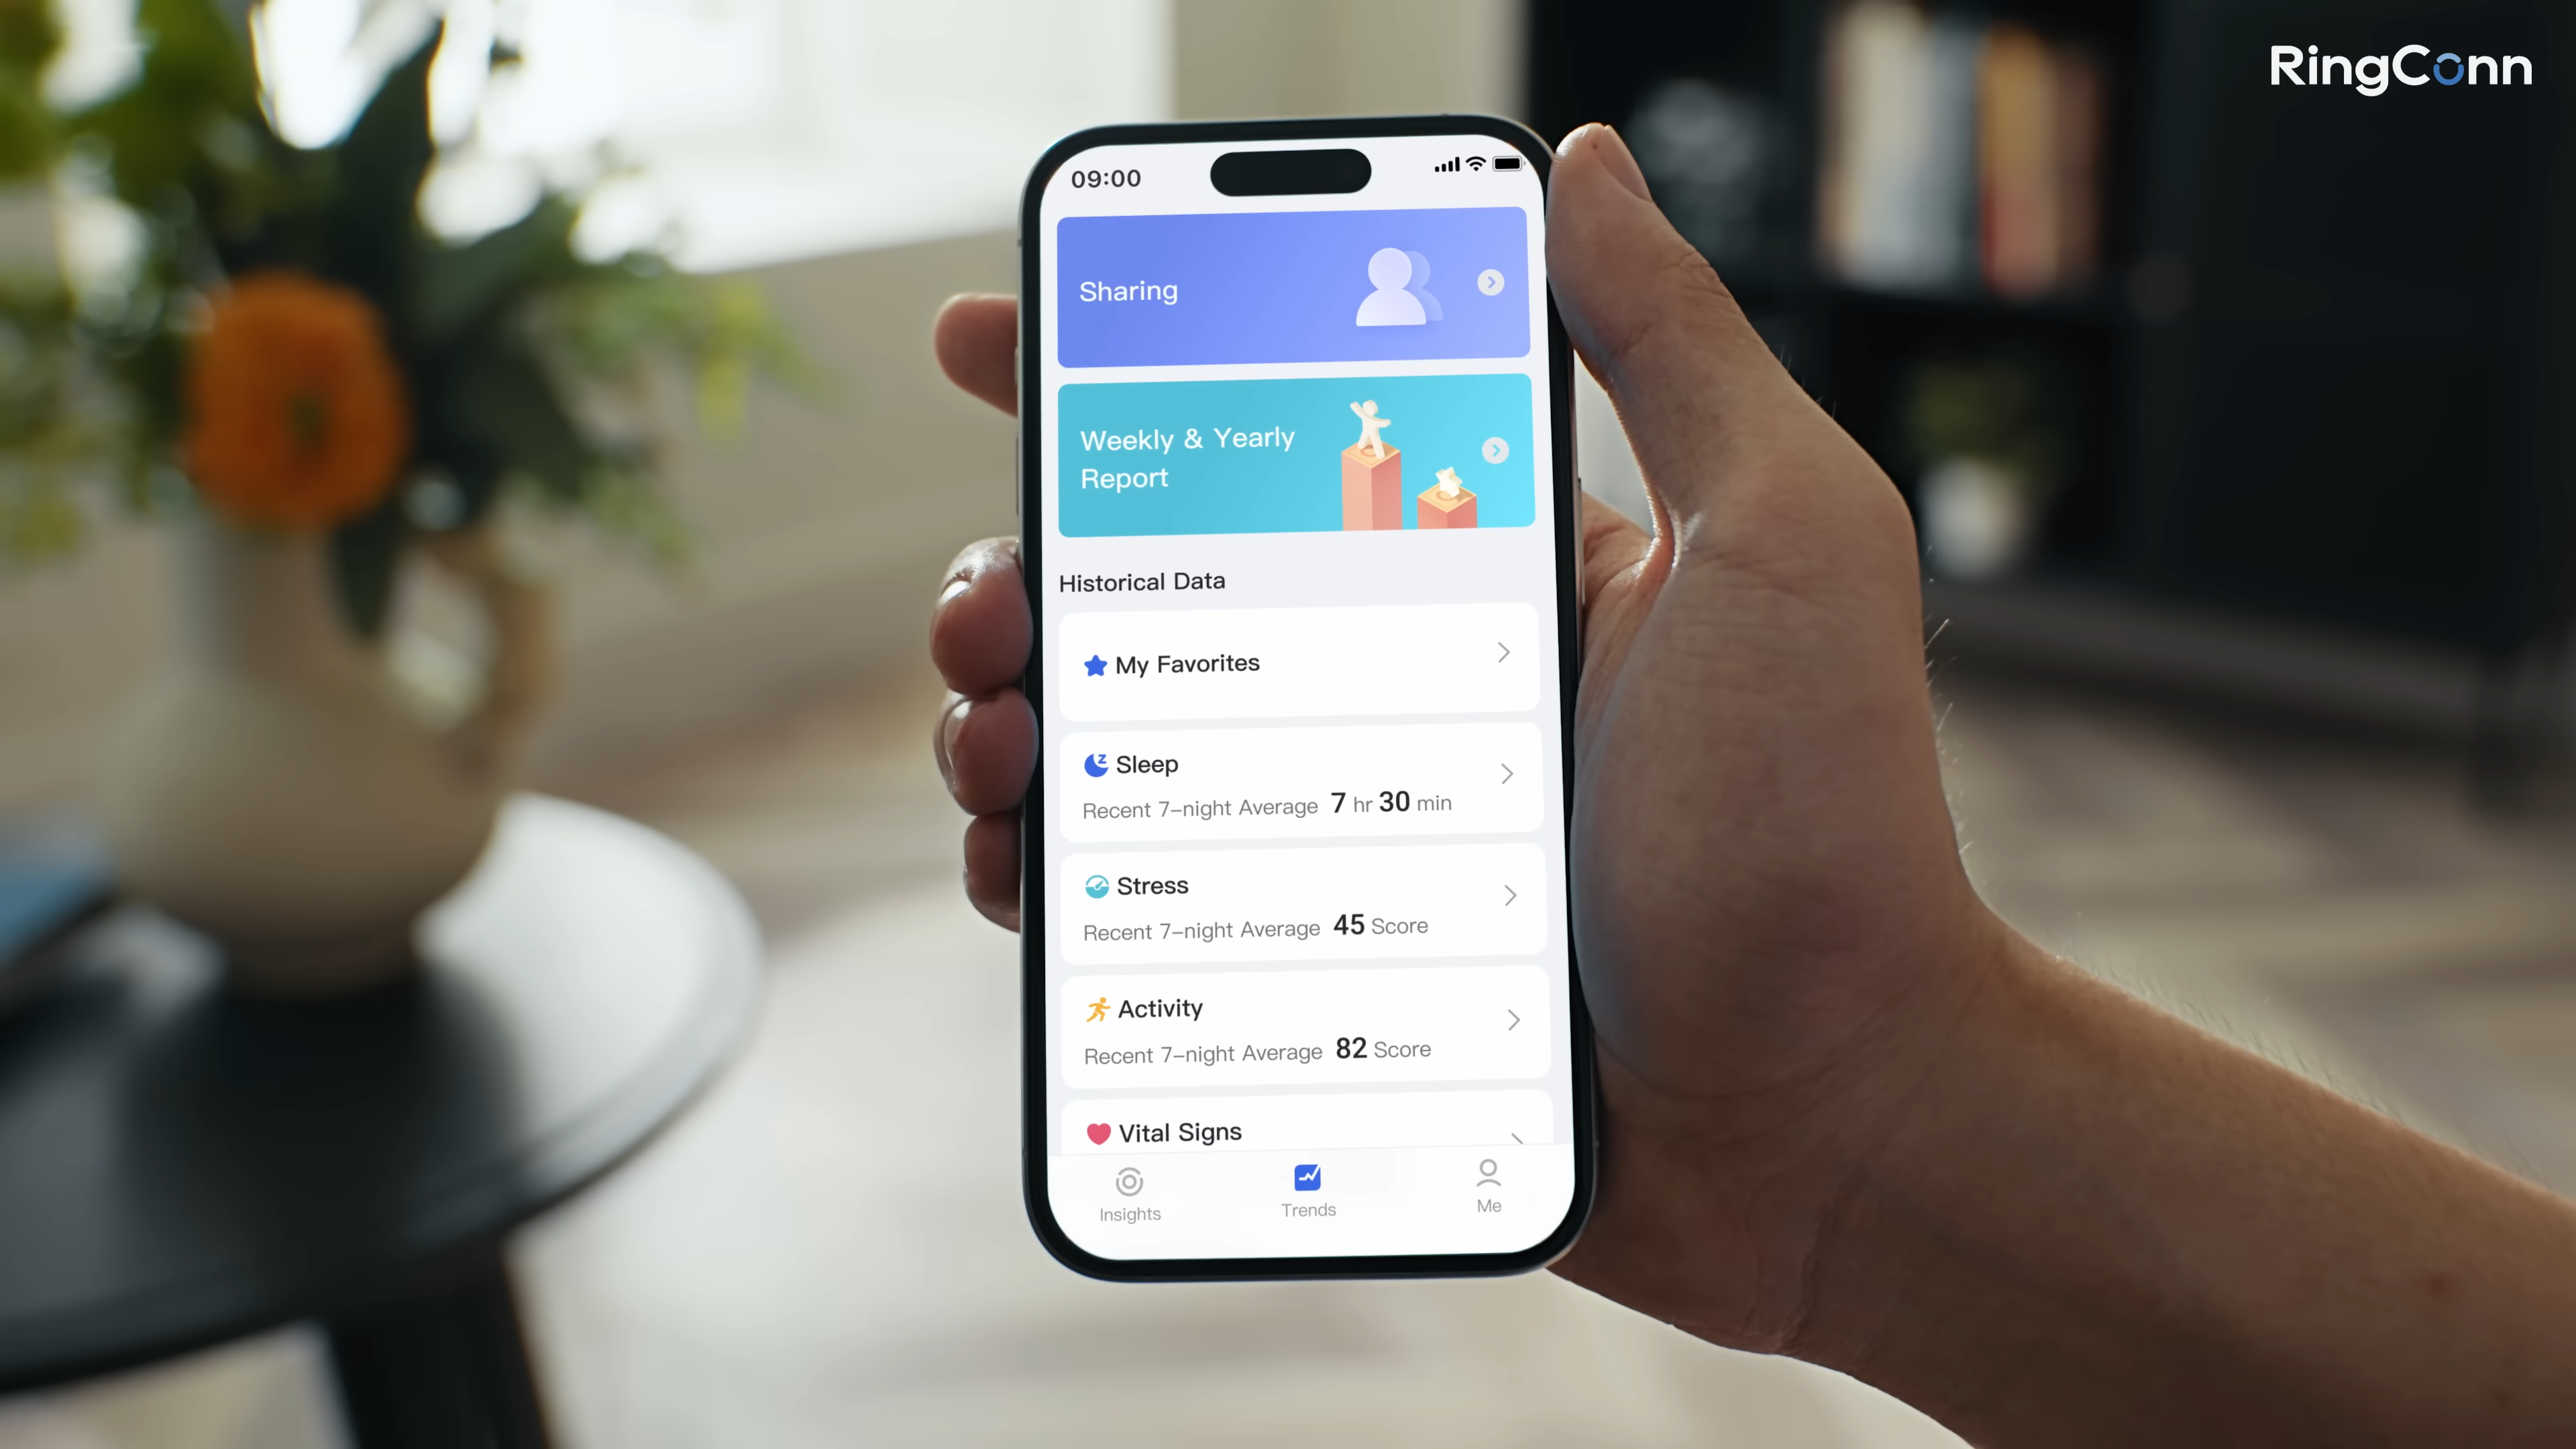 RingConn
09:00
Sharing
Weekly & Yearly
Report
Historical Data
My Favorites
Sleep
Recent 7-night Average 7 hr 30 min
Stress
Recent 7-night Average 45 Score
Activity
Recent 7-night Average 82 Score
Vital Signs
Insights
Trends
Me